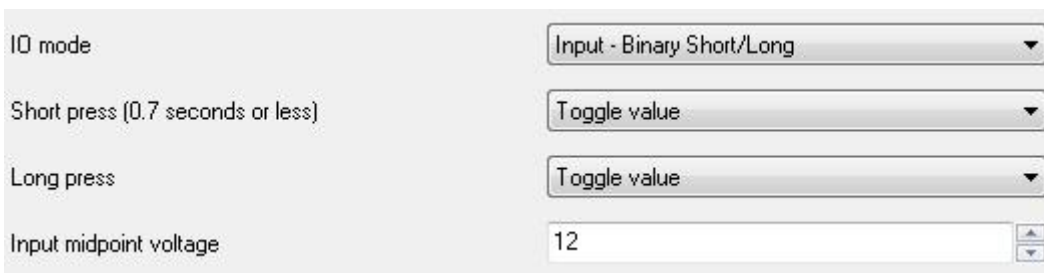 IO mode Input - Binary Short/Long
Short press (0.7 seconds or less) Toggle value
Long press Toggle value
Input midpoint voltage 12